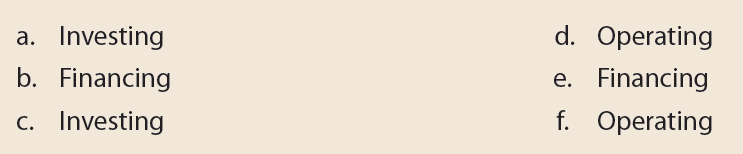 a. Investing
b. Financing
c. Investing
d. Operating
e. Financing
f. Operating